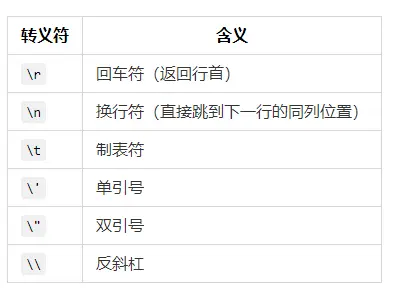 转义符 含义
\r 回车符（返回行首）
\n 换行符（直接跳到下一行的同列位置）
\t 制表符
\' 单引号
\" 双引号
\\ 反斜杠